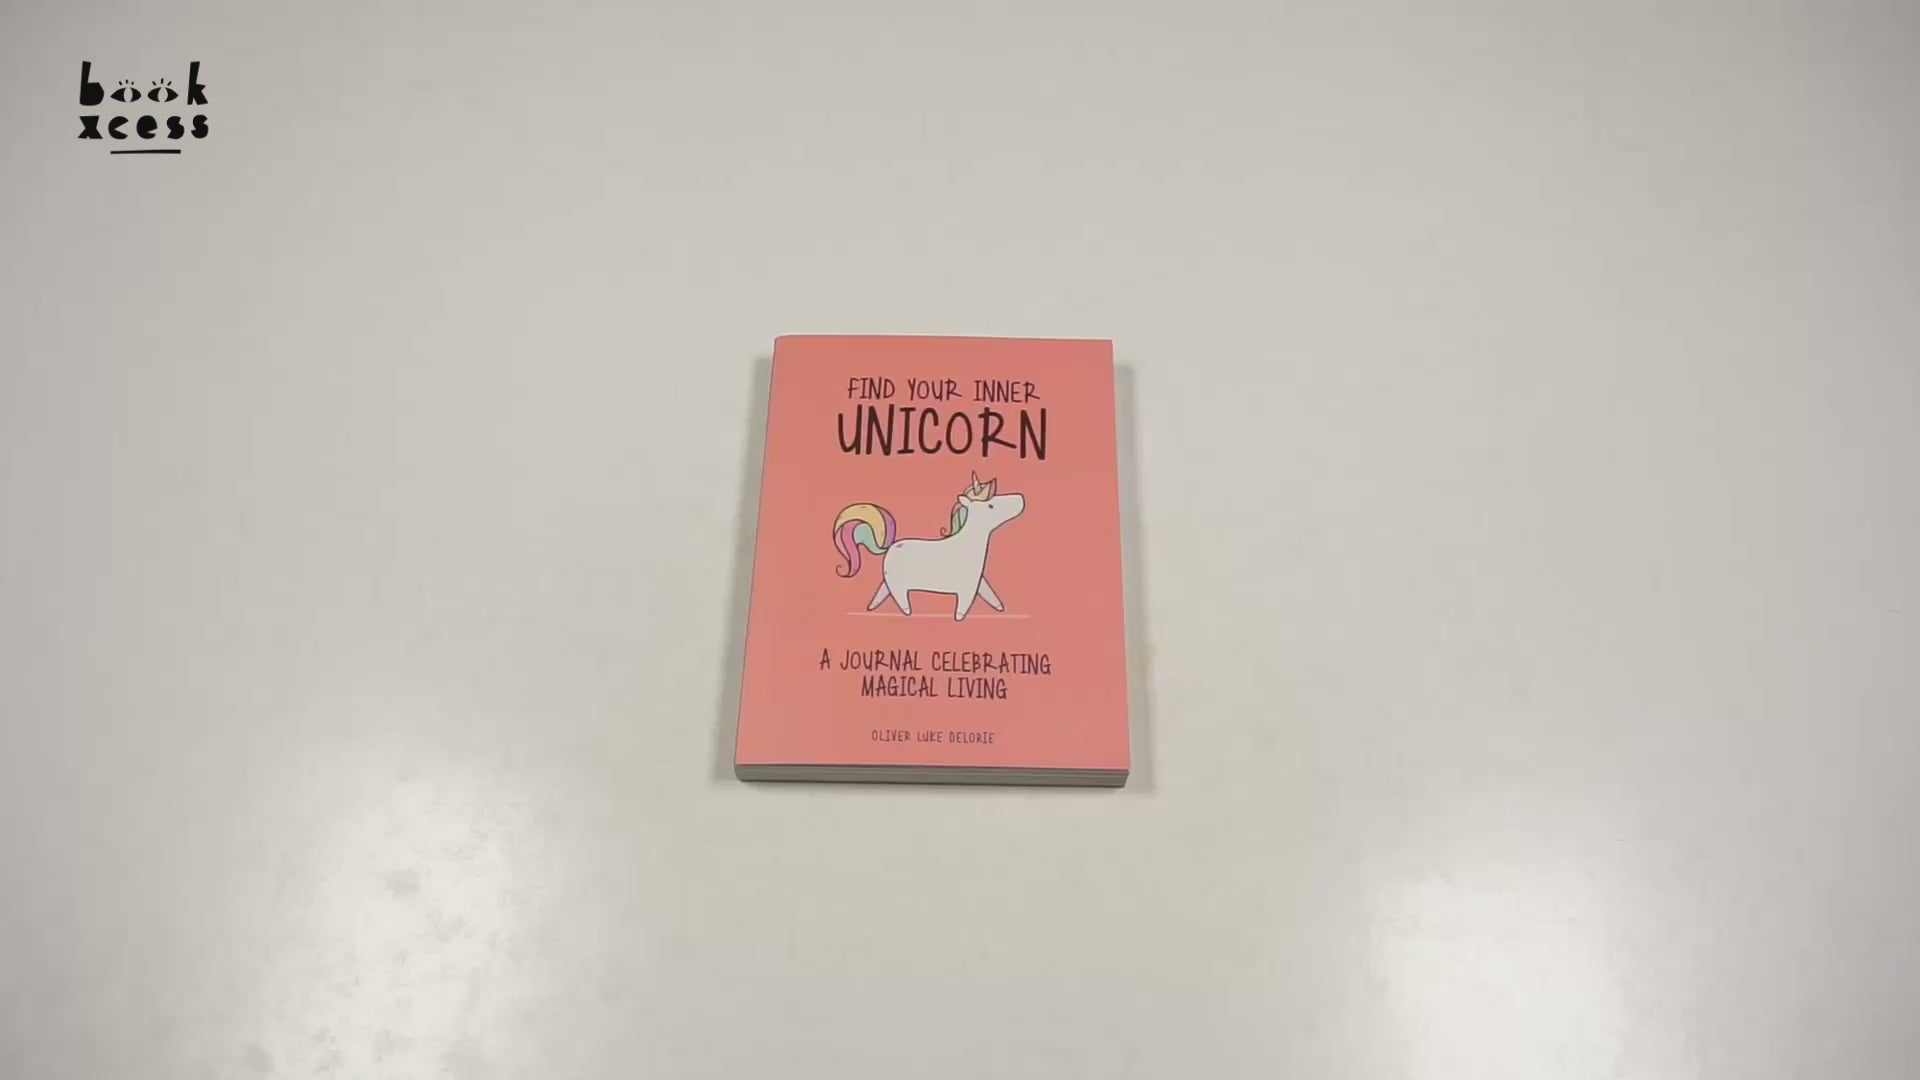 book
xcess
FIND YOUR INNER
UNICORN
A JOURNAL CELEBRATING
MAGICAL LIVING
OLIVER LUKE DELORIE